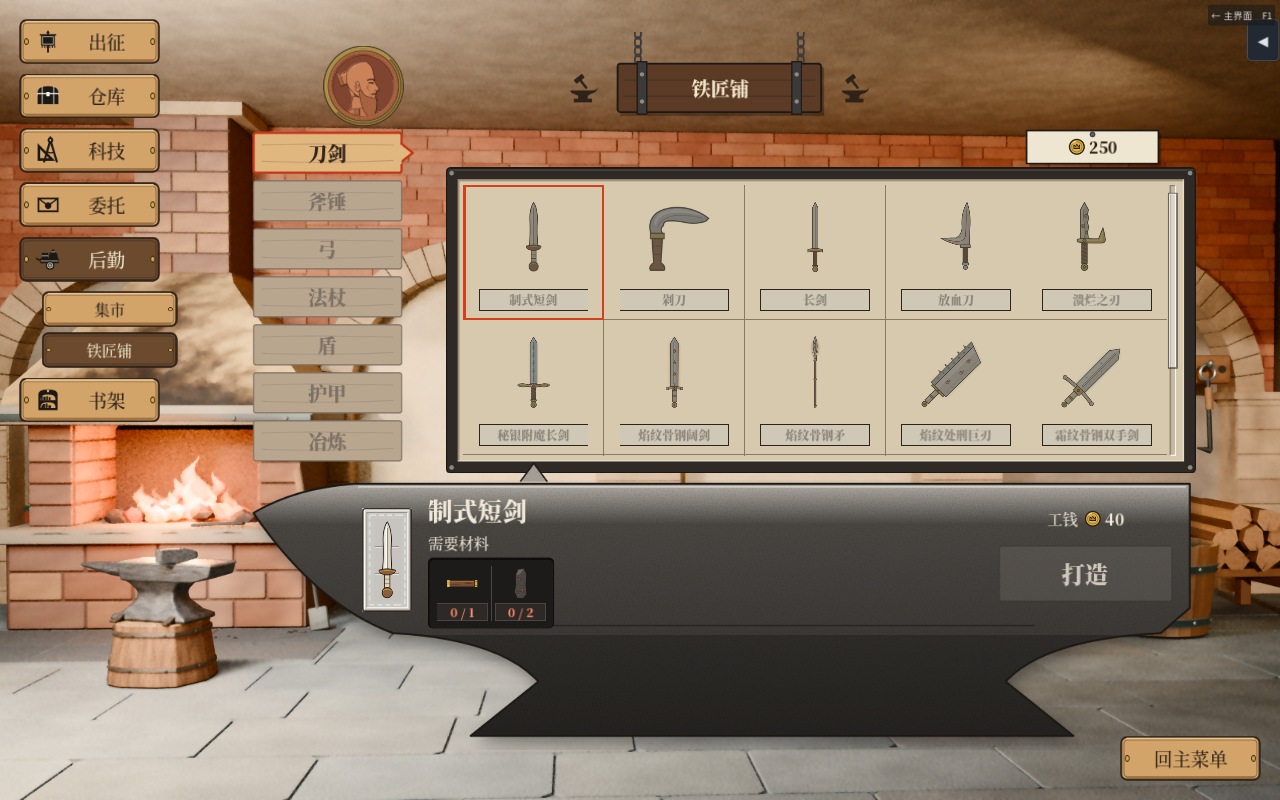 ← 主界面 F1
出征
仓库
科技
委托
后勤
集市
铁匠铺
书架
铁匠铺
250
刀剑
斧锤
弓
法杖
盾
护甲
冶炼
制式短剑
剁刀
长剑
放血刀
溃烂之刃
秘银附魔长剑
焰纹骨钢阔剑
焰纹骨钢矛
焰纹处刑巨刃
霜纹骨钢双手剑
制式短剑
需要材料
0/1
0/2
工钱 40
打造
回主菜单